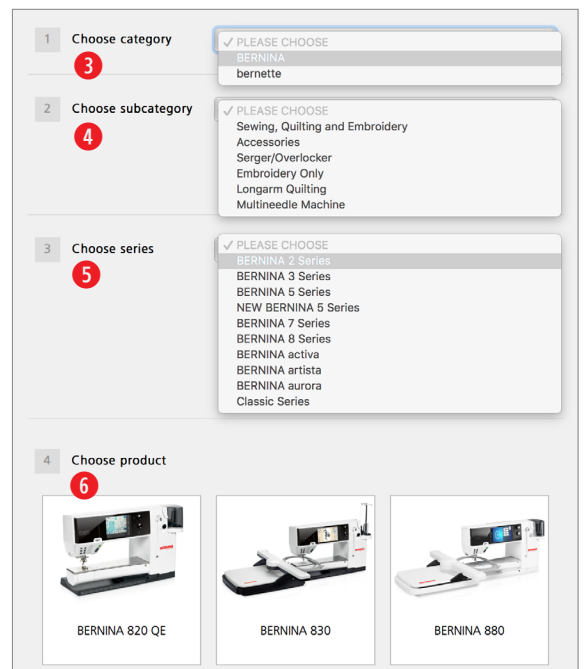 1 Choose category
3
✓ PLEASE CHOOSE
BERNINA
bernette
2 Choose subcategory
4
✓ PLEASE CHOOSE
Sewing, Quilting and Embroidery
Accessories
Serger/Overlocker
Embroidery Only
Longarm Quilting
Multineedle Machine
3 Choose series
5
✓ PLEASE CHOOSE
BERNINA 2 Series
BERNINA 3 Series
BERNINA 5 Series
NEW BERNINA 5 Series
BERNINA 7 Series
BERNINA 8 Series
BERNINA activa
BERNINA artista
BERNINA aurora
Classic Series
4 Choose product
6
BERNINA 820 QE
BERNINA 830
BERNINA 880